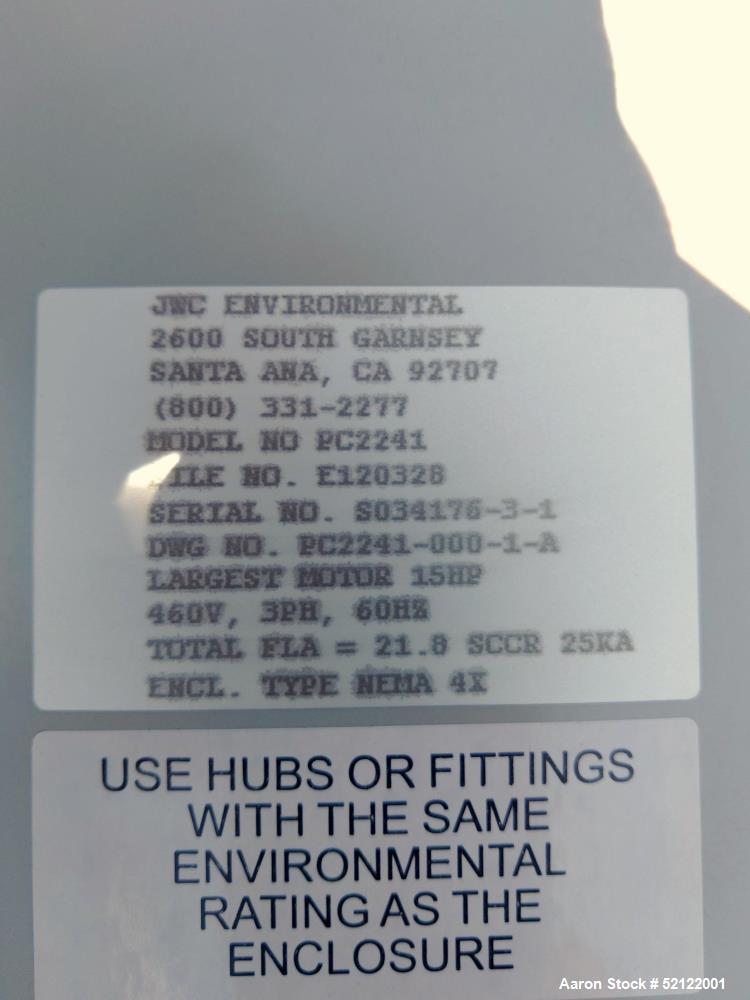 JWC ENVIRONMENTAL
2600 SOUTH GARNSEY
SANTA ANA, CA 92707
(800) 331-2277
MODEL NO PC2241
FILE NO. E120328
SERIAL NO. S034176-3-1
DWG NO. PC2241-000-1-A
LARGEST MOTOR 15HP
460V, 3PH, 60HZ
TOTAL FLA = 21.8 SCCR 25KA
ENCL. TYPE NEMA 4X
USE HUBS OR FITTINGS
WITH THE SAME
ENVIRONMENTAL
RATING AS THE
ENCLOSURE
Aaron Stock # 52122001